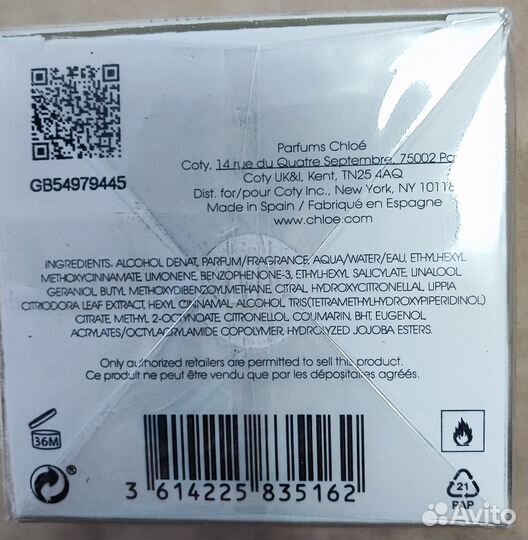 GB54979445
Parfums Chloé
Coty, 14 rue du Quatre Septembre, 75002 Pa
Coty UK&I, Kent, TN25 4AQ
Dist. for/pour Coty Inc., New York, NY 10118
Made in Spain / Fabriqué en Espagne
www.chloe.com
INGREDIENTS: ALCOHOL DENAT, PARFUM/FRAGRANCE, AQUA/WATER/EAU, ETHYLHEXYL
METHOXYCINNAMATE, LIMONENE, BENZOPHENONE-3, ETHYLHEXYL SALICYLATE, LINALOOL
GERANIOL BUTYL METHOXYDIBENZOYLMETHANE, CITRAL HYDROXYCITRONELLAL LIPPIA
CITRIODORA LEAF EXTRACT, HEXYL CINNAMAL ALCOHOL, TRIS(TETRAMETHYLHYDROXYPIPERIDINOL)
CITRATE, METHYL 2-OCTYNOATE, CITRONELLOL COUMARIN, BHT, EUGENOL
ACRYLATES/OCTYLACRYLAMIDE COPOLYMER, HYDROLYZED JOJOBA ESTERS.
Only authorized retailers are permitted to sell this product.
Ce produit ne peut être vendu que par les dépositaires agréés.
36M
3 614225 835162
21
PAP
Avito